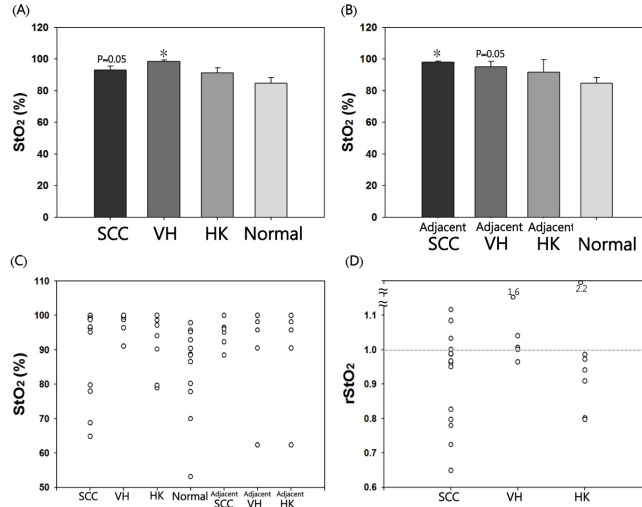 (A)
120
100
80
60
40
20
0
StO2 (%)
P=0.05
*
SCC VH HK Normal
(B)
120
100
80
60
40
20
0
StO2 (%)
*
P=0.05
Adjacent Adjacent Adjacent
SCC VH HK Normal
(C)
110
100
90
80
70
60
50
StO2 (%)
SCC VH HK Normal Adjacent SCC Adjacent VH Adjacent HK
(D)
1.6
2.2
≈
≈
1.1
1.0
0.9
0.8
0.7
0.6
rStO2
SCC VH HK